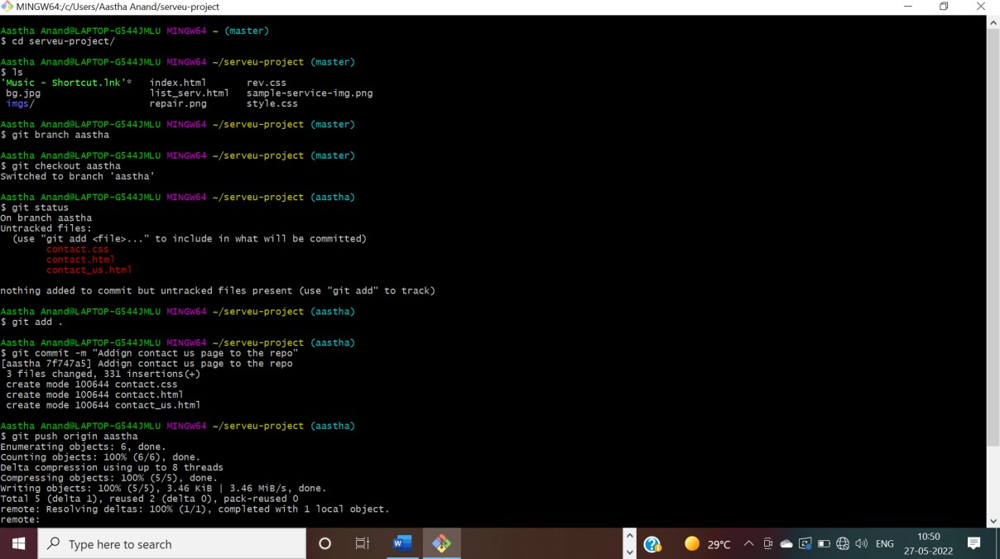 MINGW64:/c/Users/Aastha Anand/serveu-project
Aastha Anand@LAPTOP-G544JMLU MINGW64 ~ (master)
$ cd serveu-project/
Aastha Anand@LAPTOP-G544JMLU MINGW64 ~/serveu-project (master)
$ ls
'Music - Shortcut.lnk'* index.html rev.css
bg.jpg list_serv.html sample-service-img.png
imgs/ repair.png style.css
Aastha Anand@LAPTOP-G544JMLU MINGW64 ~/serveu-project (master)
$ git branch aastha
Aastha Anand@LAPTOP-G544JMLU MINGW64 ~/serveu-project (master)
$ git checkout aastha
Switched to branch 'aastha'
Aastha Anand@LAPTOP-G544JMLU MINGW64 ~/serveu-project (aastha)
$ git status
On branch aastha
Untracked files:
(use "git add <file>..." to include in what will be committed)
contact.css
contact.html
contact_us.html
nothing added to commit but untracked files present (use "git add" to track)
Aastha Anand@LAPTOP-G544JMLU MINGW64 ~/serveu-project (aastha)
$ git add .
Aastha Anand@LAPTOP-G544JMLU MINGW64 ~/serveu-project (aastha)
$ git commit -m "Addign contact us page to the repo"
[aastha 7f747a5] Addign contact us page to the repo
3 files changed, 331 insertions(+)
create mode 100644 contact.css
create mode 100644 contact.html
create mode 100644 contact_us.html
Aastha Anand@LAPTOP-G544JMLU MINGW64 ~/serveu-project (aastha)
$ git push origin aastha
Enumerating objects: 6, done.
Counting objects: 100% (6/6), done.
Delta compression using up to 8 threads
Compressing objects: 100% (5/5), done.
Writing objects: 100% (5/5), 3.46 KiB | 3.46 MiB/s, done.
Total 5 (delta 1), reused 2 (delta 0), pack-reused 0
remote: Resolving deltas: 100% (1/1), completed with 1 local object.
remote:
Type here to search
W
29°C
ENG
10:50
27-05-2022